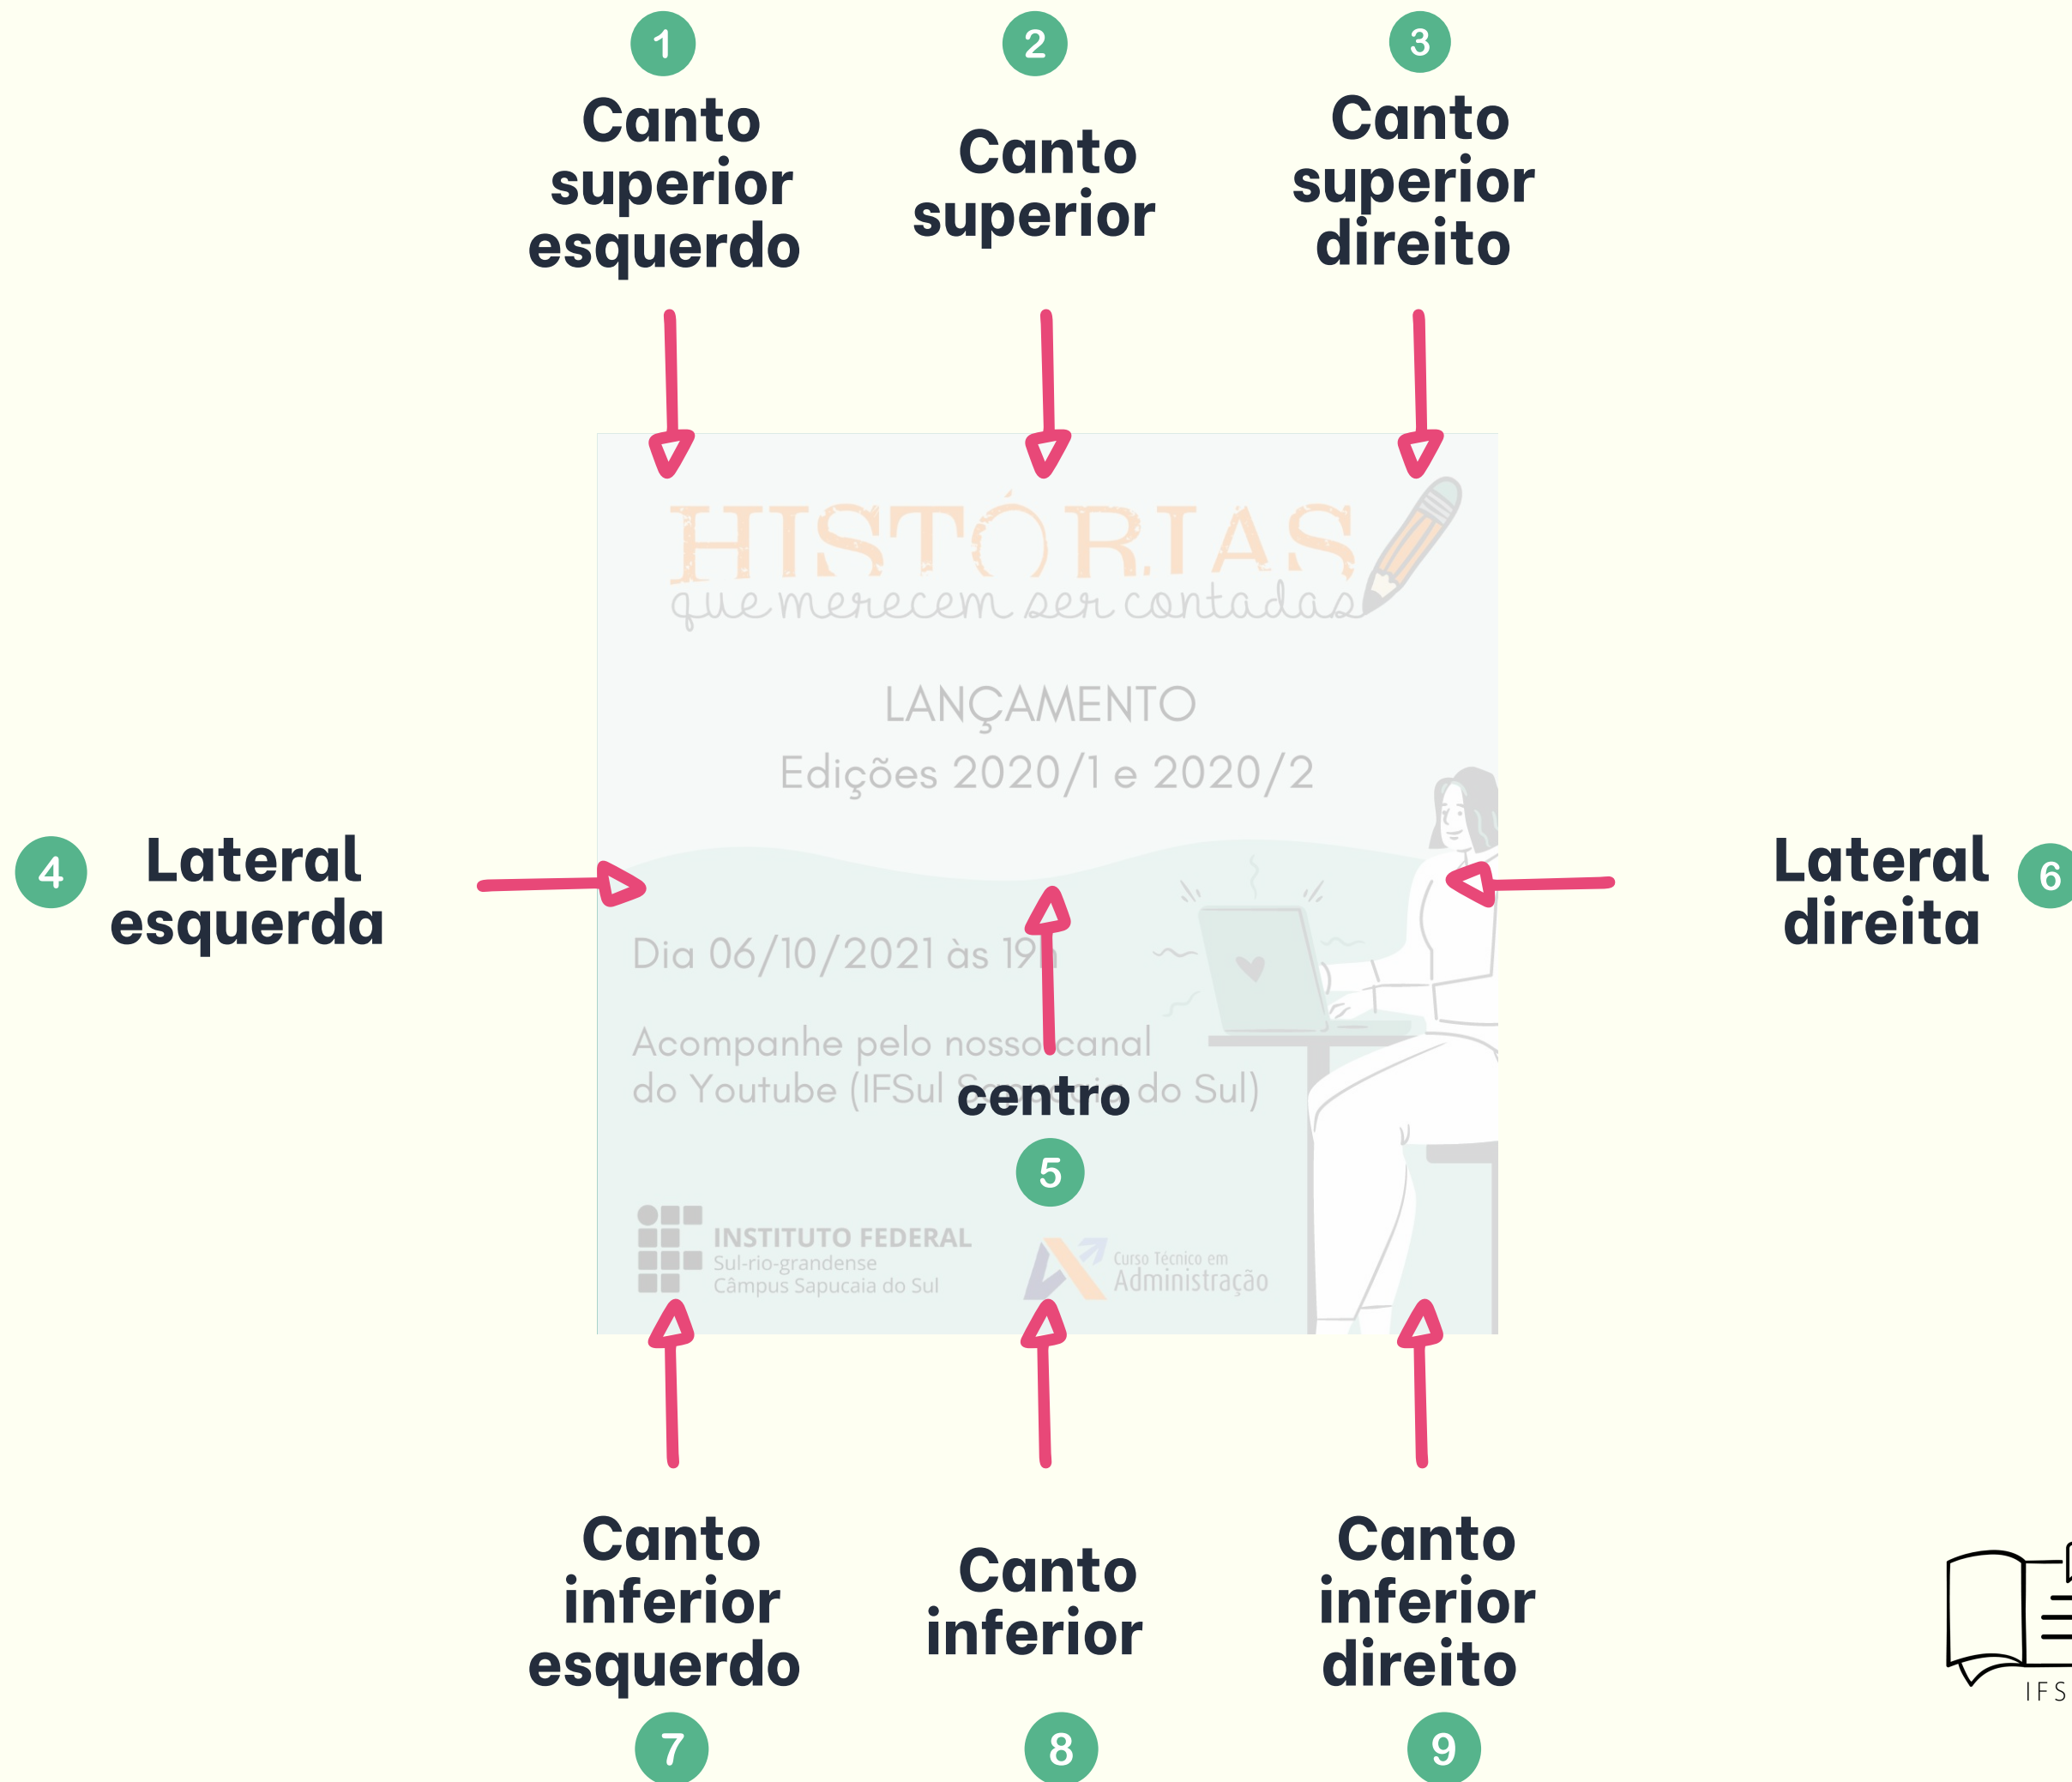 1
Canto
superior
esquerdo
2
Canto
superior
3
Canto
superior
direito
HISTÓRIAS
que merecem ser contadas
LANÇAMENTO
Edições 2020/1 e 2020/2
4
Lateral
esquerda
Lateral
direita
6
Dia 06/10/2021 às 19h
Acompanhe pelo nosso canal
do Youtube (IFSul Sapucaia do Sul)
centro
5
INSTITUTO FEDERAL
Sul-rio-grandense
Câmpus Sapucaia do Sul
Curso Técnico em
Administração
Canto
inferior
esquerdo
7
Canto
inferior
8
Canto
inferior
direito
9
IFS